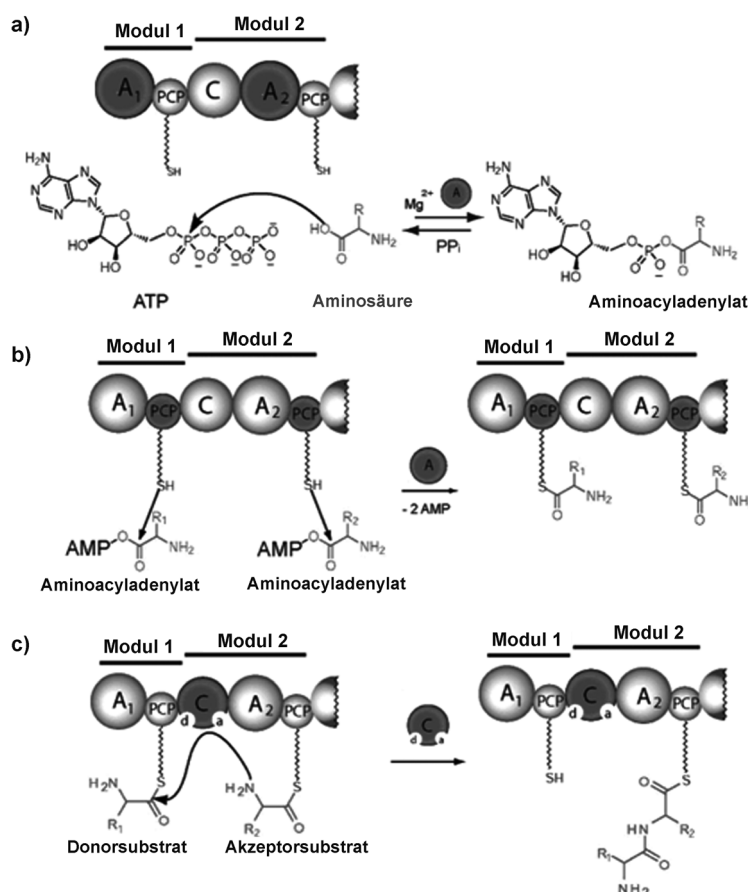 a)
Modul 1 Modul 2
A1 PCP C A2 PCP
SH SH
NH2
N N N N
O O P O P O P O
HO OH
ATP
HO O R NH2
Aminosäure
Mg2+ A
PPi
NH2
N N N N
O O P O R
HO OH O NH2
Aminoacyladenylat
b)
Modul 1 Modul 2
A1 PCP C A2 PCP
SH SH
AMP O R1 O NH2
AMP O R2 O NH2
Aminoacyladenylat Aminoacyladenylat
A
- 2 AMP
Modul 1 Modul 2
A1 PCP C A2 PCP
S R1 O NH2
S R2 O NH
c)
Modul 1 Modul 2
A1 PCP C A2 PCP
d a
S S
H2N O R1
H2N O R2
Donorsubstrat Akzeptorsubstrat
C
d a
Modul 1 Modul 2
A1 PCP C A2 PCP
d a
SH S
O
HN R2
R1 O
NH2